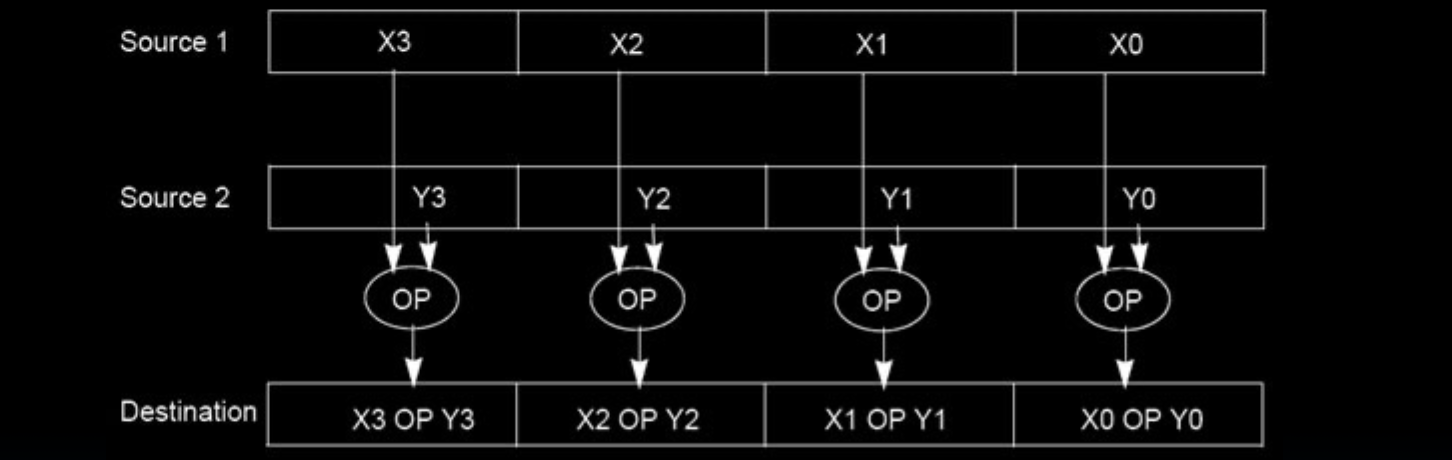 Source 1 X3 X2 X1 X0
Source 2 Y3 Y2 Y1 Y0
OP OP OP OP
Destination X3 OP Y3 X2 OP Y2 X1 OP Y1 X0 OP Y0